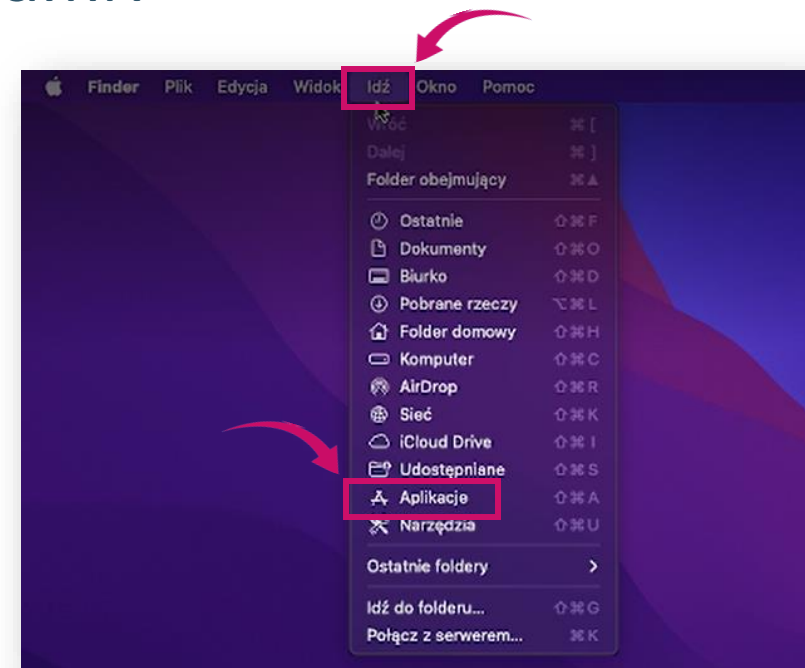 Finder Plik Edycja Widok Idź Okno Pomoc
Wróć ⌘ [
Dalej ⌘ ]
Folder obejmujący ⌘ ▲
Ostatnie ⇧ ⌘ F
Dokumenty ⇧ ⌘ O
Biurko ⇧ ⌘ D
Pobrane rzeczy ⌥ ⌘ L
Folder domowy ⇧ ⌘ H
Komputer ⇧ ⌘ C
AirDrop ⇧ ⌘ R
Sieć ⇧ ⌘ K
iCloud Drive ⇧ ⌘ I
Udostępniane ⇧ ⌘ S
Aplikacje ⇧ ⌘ A
Narzędzia ⇧ ⌘ U
Ostatnie foldery >
Idź do folderu... ⇧ ⌘ G
Połącz z serwerem... ⌘ K